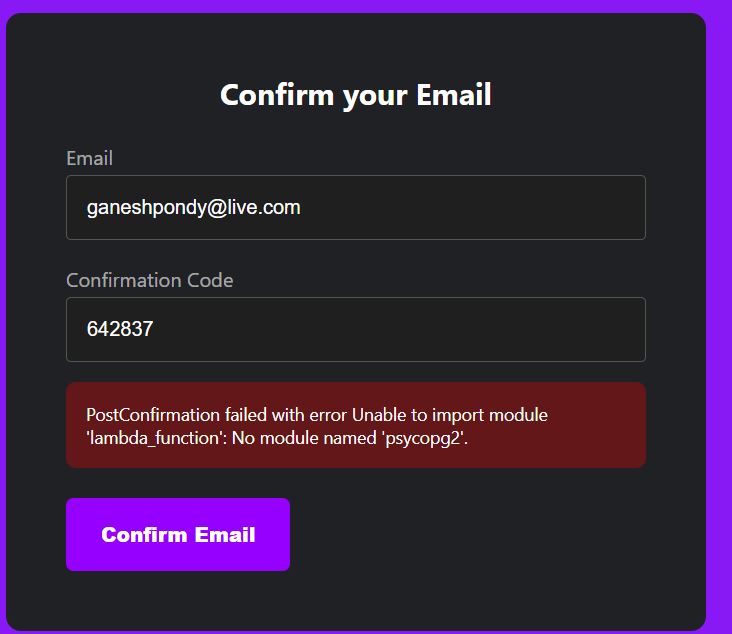 Confirm your Email
Email
ganeshpondy@live.com
Confirmation Code
642837
PostConfirmation failed with error Unable to import module
'lambda_function': No module named 'psycopg2'.
Confirm Email